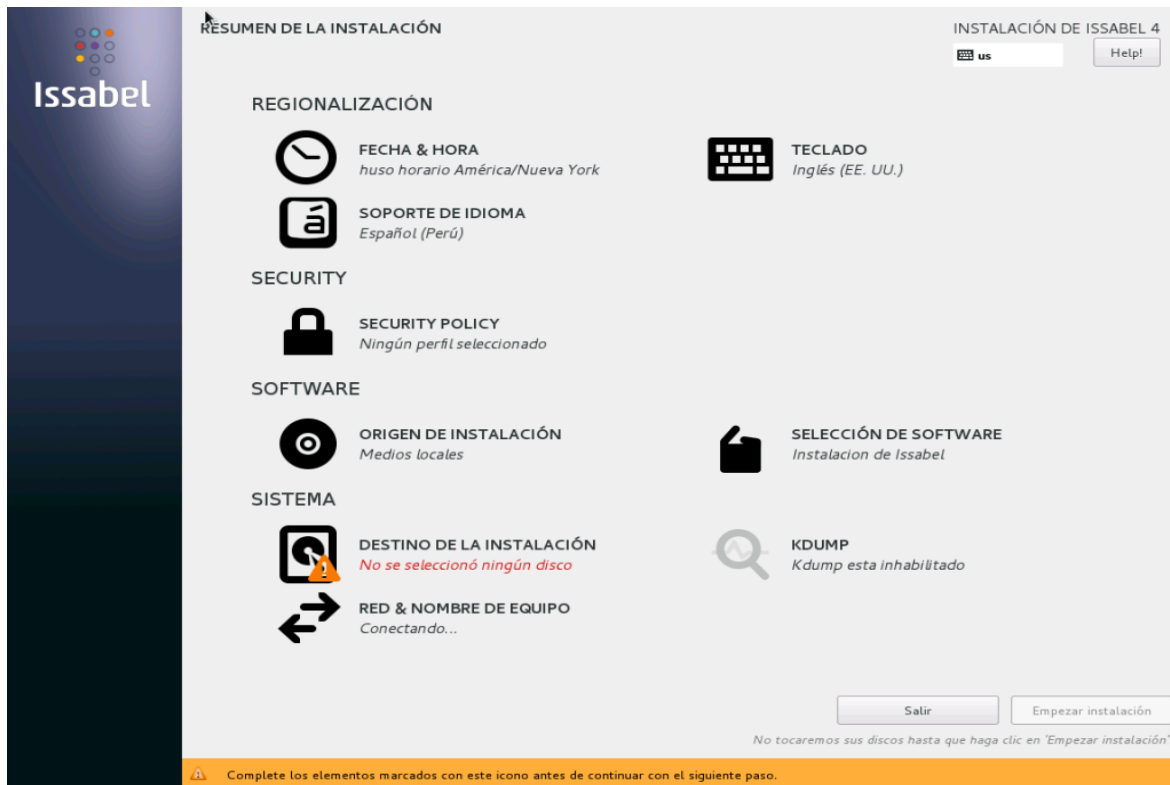 Issabel
RESUMEN DE LA INSTALACIÓN
INSTALACIÓN DE ISSABEL 4
us
Help!
REGIONALIZACIÓN
FECHA & HORA
huso horario América/Nueva York
TECLADO
Inglés (EE. UU.)
á
SOPORTE DE IDIOMA
Español (Perú)
SECURITY
SECURITY POLICY
Ningún perfil seleccionado
SOFTWARE
ORIGEN DE INSTALACIÓN
Medios locales
SELECCIÓN DE SOFTWARE
Instalacion de Issabel
SISTEMA
DESTINO DE LA INSTALACIÓN
No se seleccionó ningún disco
KDUMP
Kdump esta inhabilitado
RED & NOMBRE DE EQUIPO
Conectando...
Salir
Empezar instalación
No tocaremos sus discos hasta que haga clic en 'Empezar instalación'
Complete los elementos marcados con este icono antes de continuar con el siguiente paso.